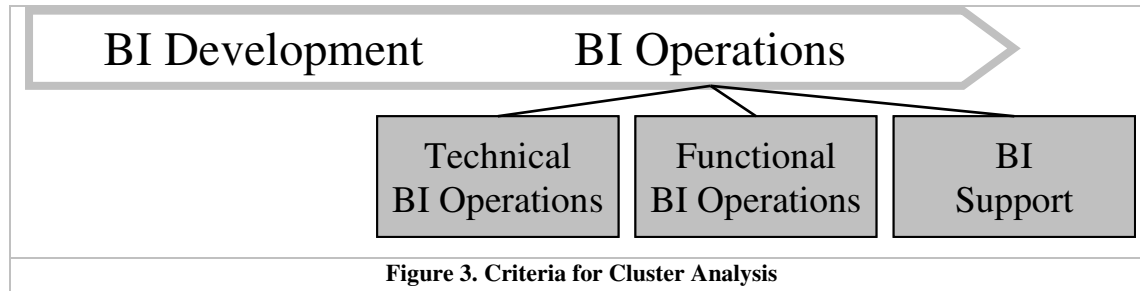 BI Development BI Operations
Technical
BI Operations
Functional
BI Operations
BI
Support
Figure 3. Criteria for Cluster Analysis